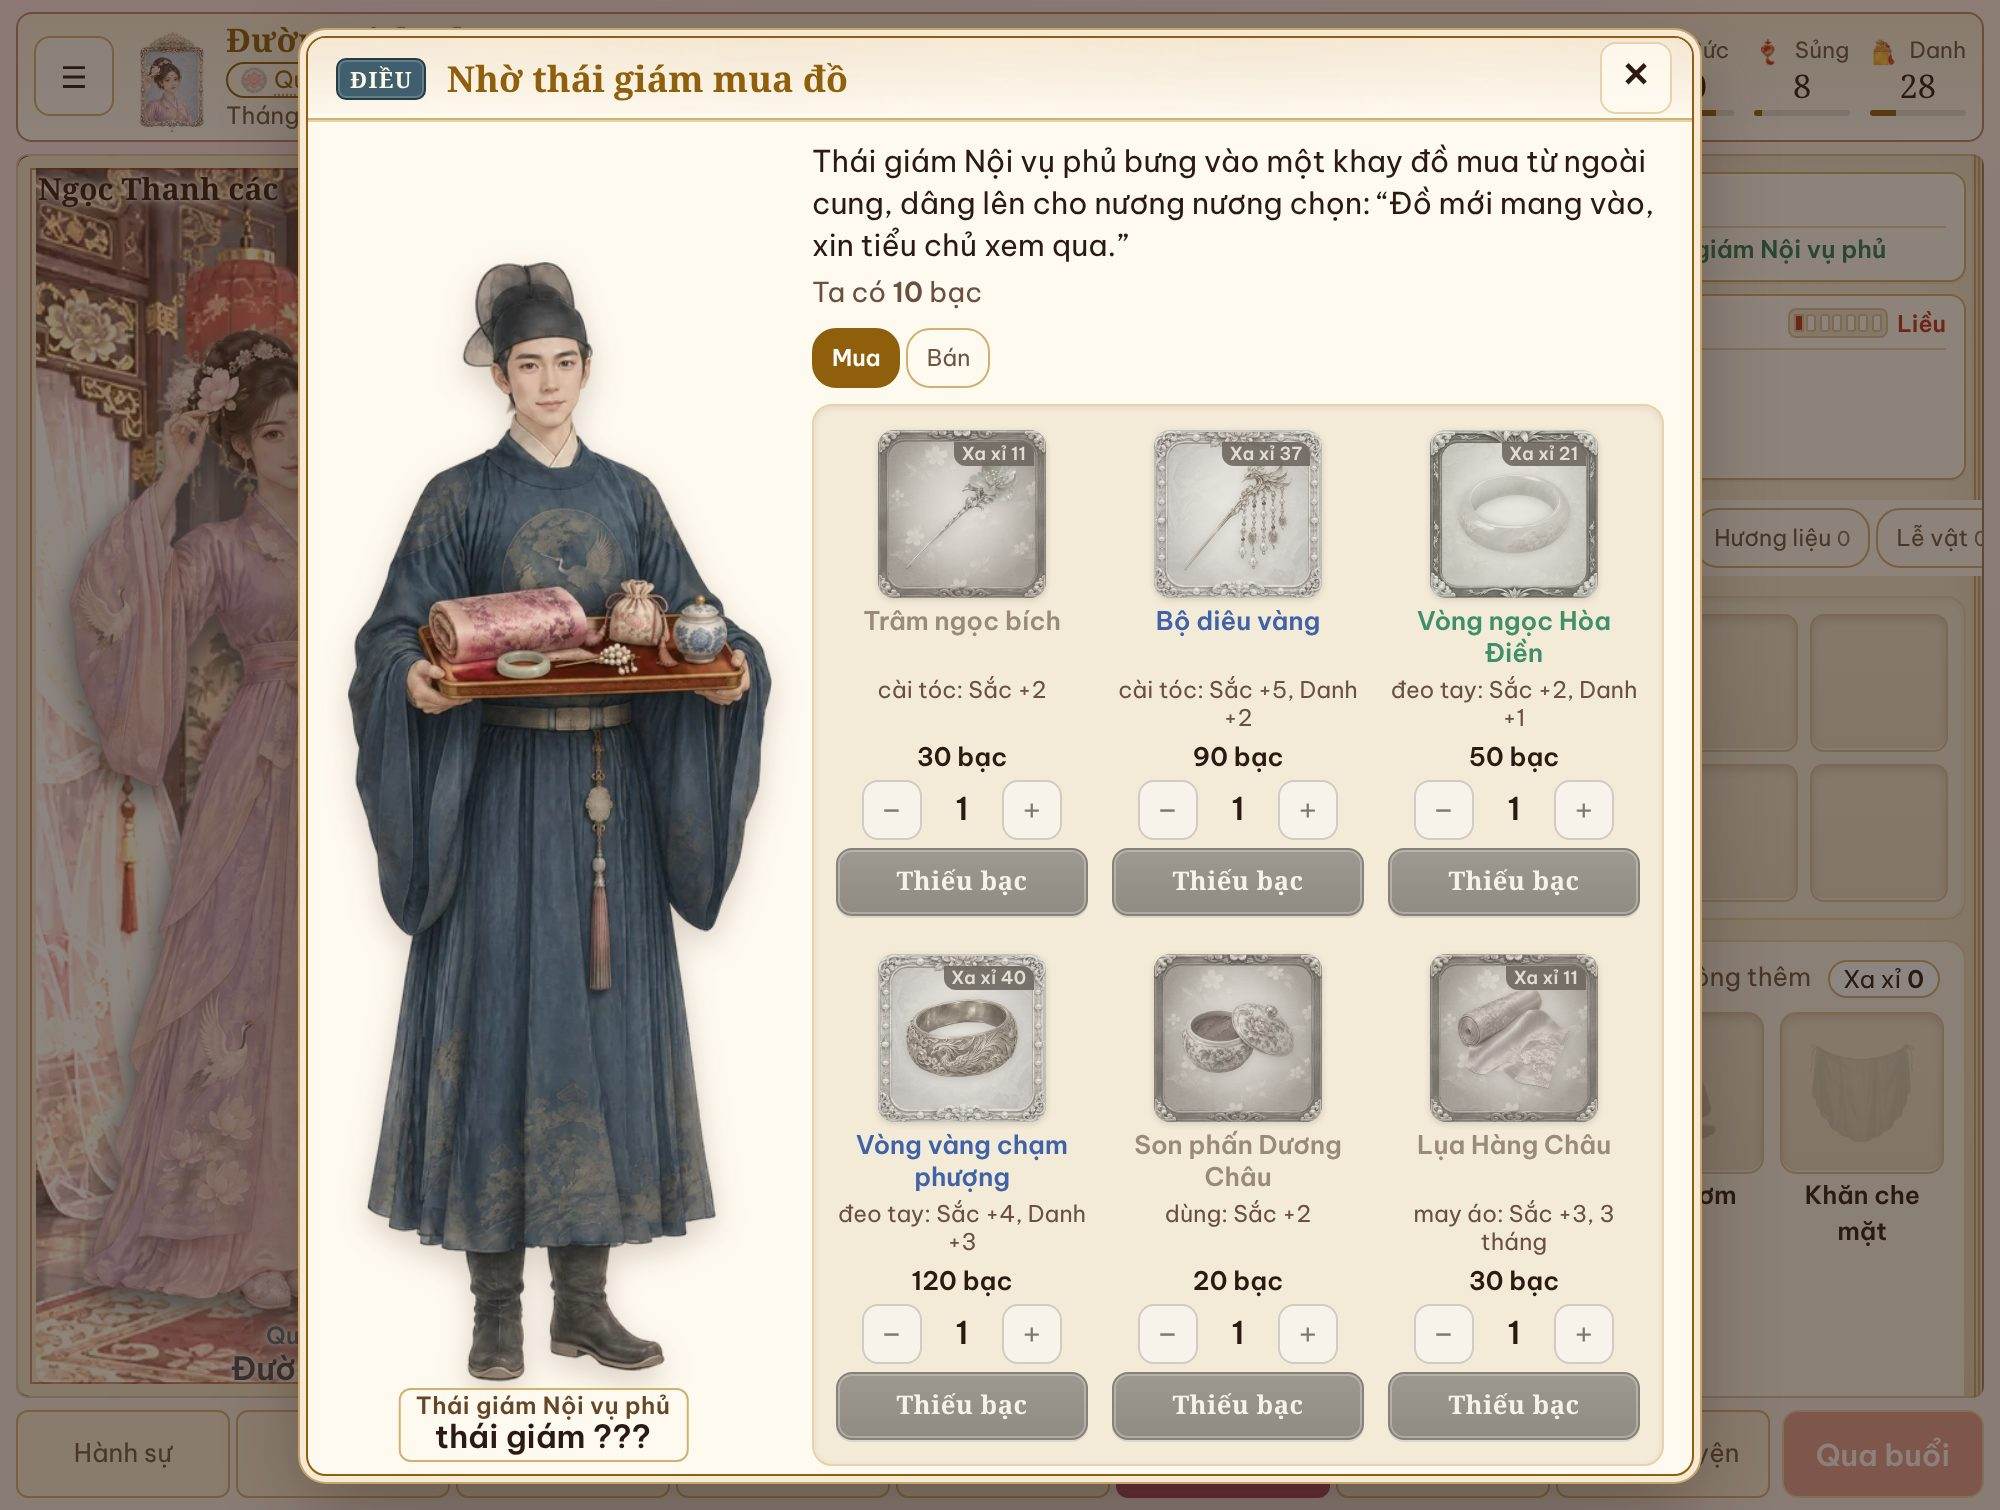 ĐIỀU
Nhờ thái giám mua đồ
Tháng
Sủng
8
Danh
28
Ngọc Thanh các
Thái giám Nội vụ phủ bưng vào một khay đồ mua từ ngoài
cung, dâng lên cho nương nương chọn: “Đồ mới mang vào,
xin tiểu chủ xem qua.”
Ta có 10 bạc
Mua
Bán
Xa xỉ 11
Trâm ngọc bích
cài tóc: Sắc +2
30 bạc
− 1 +
Thiếu bạc
Xa xỉ 37
Bộ diêu vàng
cài tóc: Sắc +5, Danh
+2
90 bạc
− 1 +
Thiếu bạc
Xa xỉ 21
Vòng ngọc Hòa
Điền
đeo tay: Sắc +2, Danh
+1
50 bạc
− 1 +
Thiếu bạc
Xa xỉ 40
Vòng vàng chạm
phượng
đeo tay: Sắc +4, Danh
+3
120 bạc
− 1 +
Thiếu bạc
Son phấn Dương
Châu
dùng: Sắc +2
20 bạc
− 1 +
Thiếu bạc
Xa xỉ 11
Lụa Hàng Châu
may áo: Sắc +3, 3
tháng
30 bạc
− 1 +
Thiếu bạc
Thái giám Nội vụ phủ
thái giám ???
giám Nội vụ phủ
Liều
Hương liệu 0
Lễ vật
thêm
Xa xỉ 0
Khăn che
mặt
Hành sự
Qua buổi